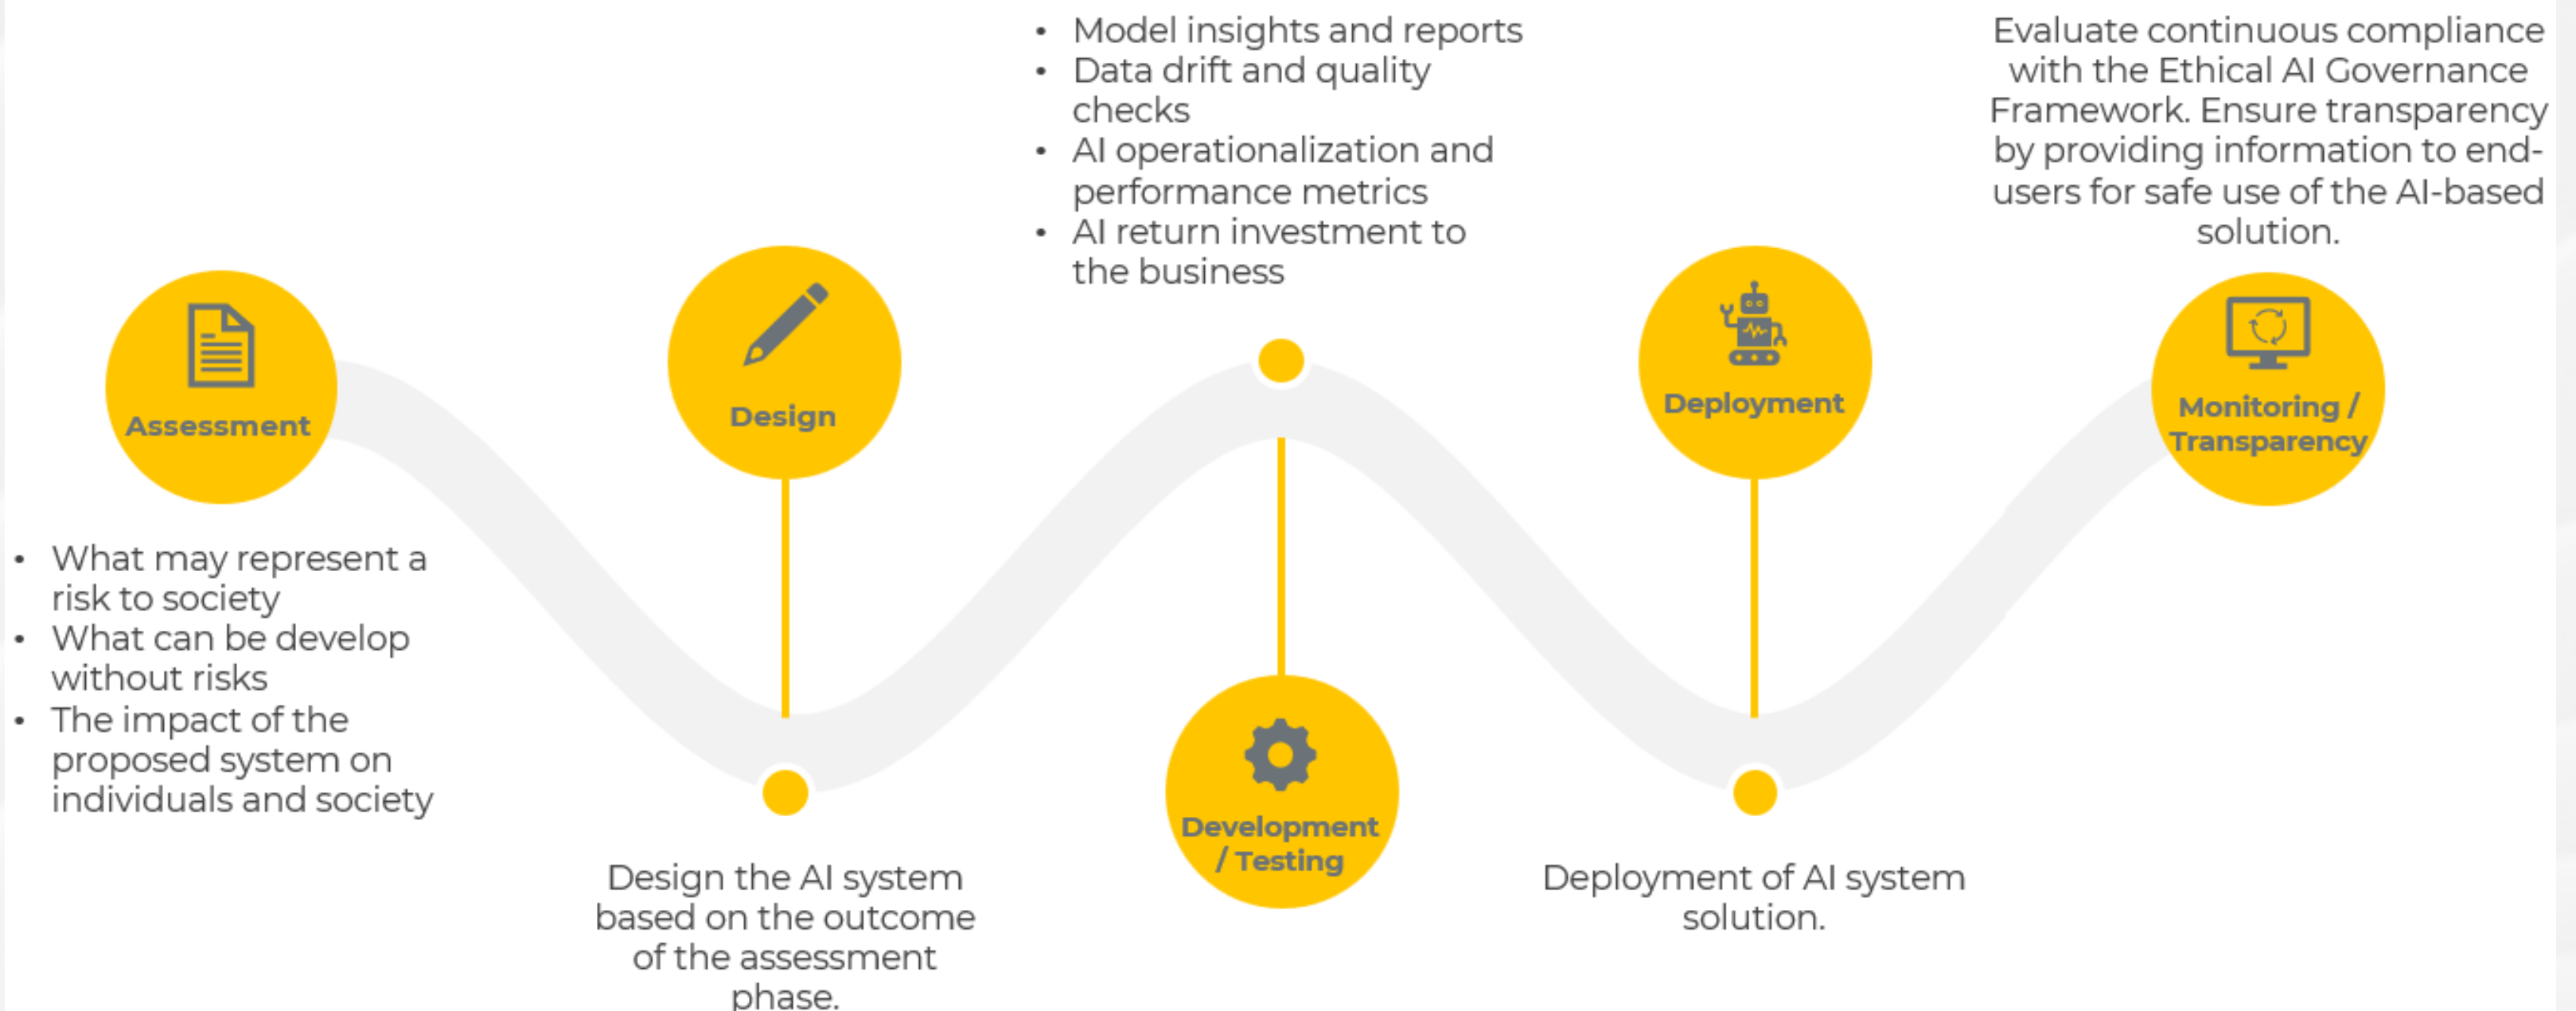 Assessment
• What may represent a
risk to society
• What can be develop
without risks
• The impact of the
proposed system on
individuals and society
Design
Design the AI system
based on the outcome
of the assessment
phase.
• Model insights and reports
• Data drift and quality
checks
• AI operationalization and
performance metrics
• AI return investment to
the business
Development
/ Testing
Deployment
Deployment of AI system
solution.
Evaluate continuous compliance
with the Ethical AI Governance
Framework. Ensure transparency
by providing information to end-
users for safe use of the AI-based
solution.
Monitoring /
Transparency